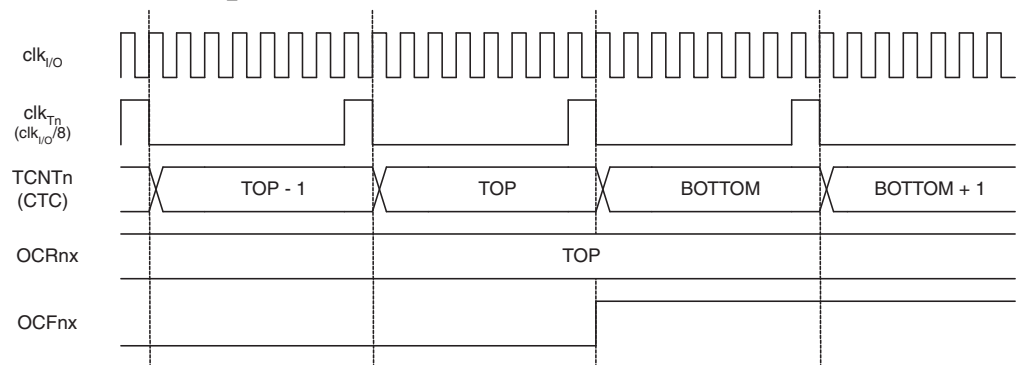 clkI/O
clkTn
(clkI/O/8)
TCNTn
(CTC)
TOP - 1
TOP
BOTTOM
BOTTOM + 1
OCRnx
TOP
OCFnx